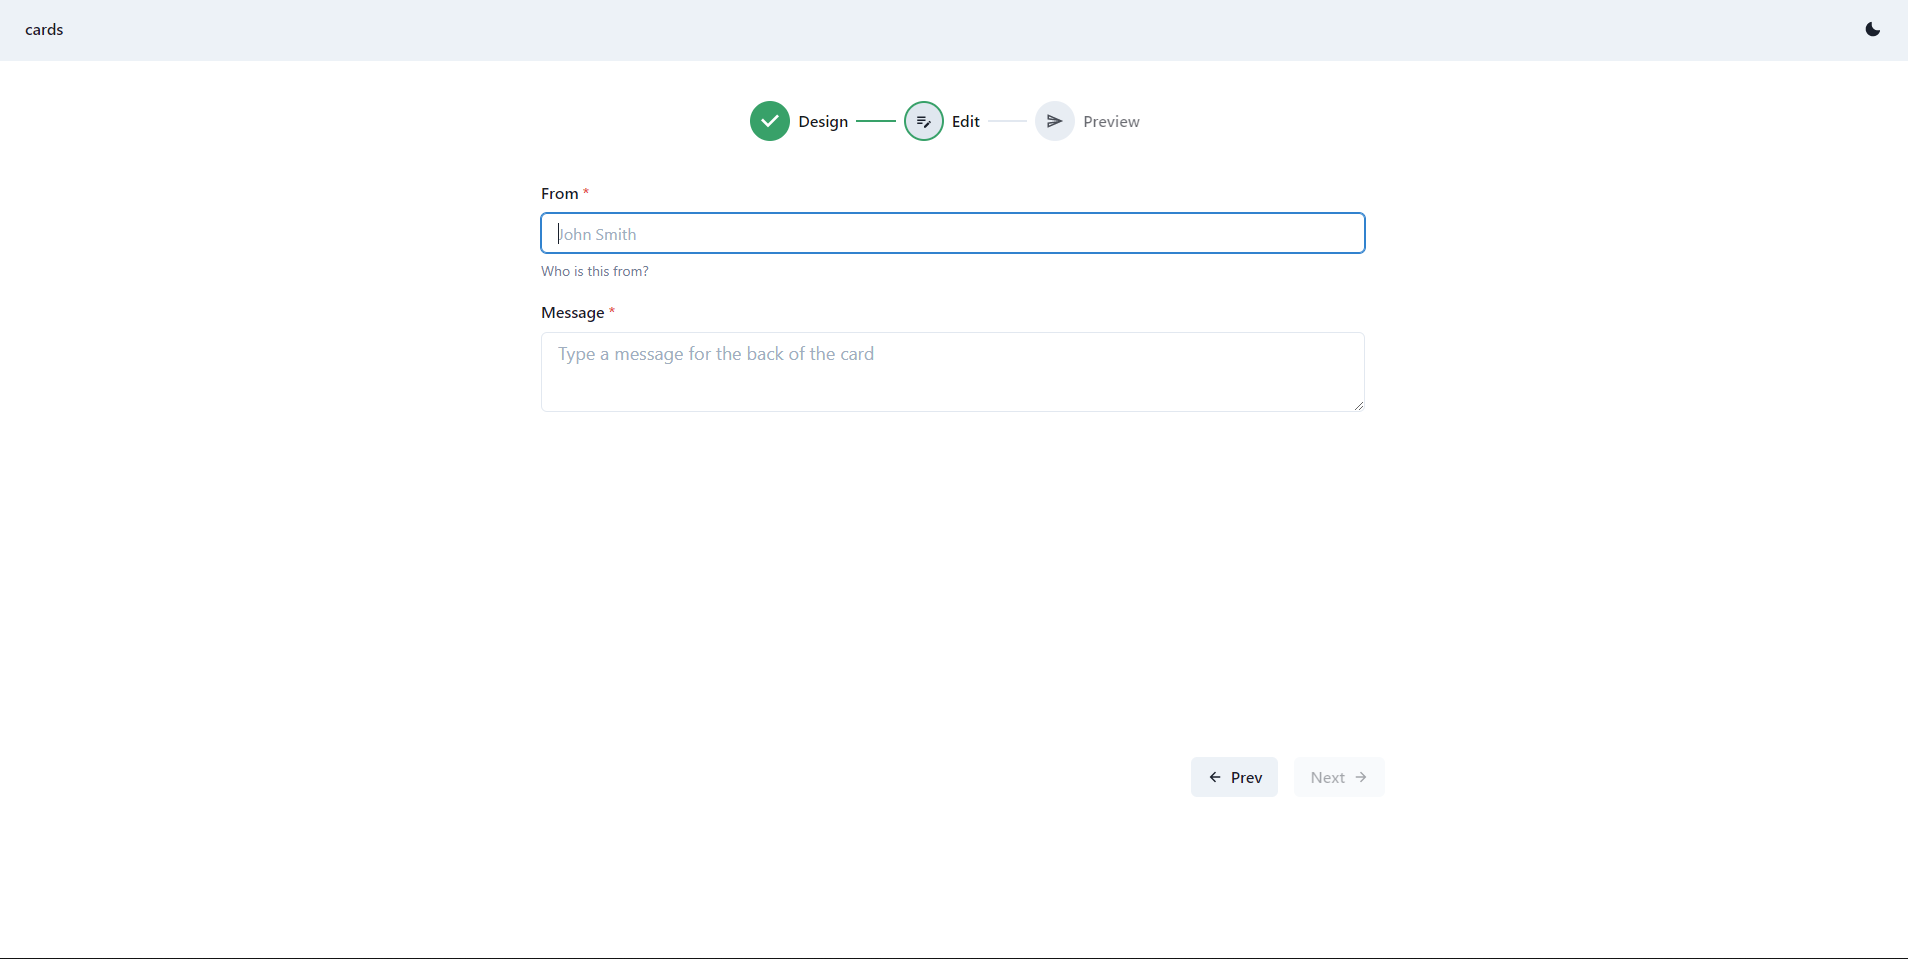 cards
Design
Edit
Preview
From *
John Smith
Who is this from?
Message *
Type a message for the back of the card
Prev
Next